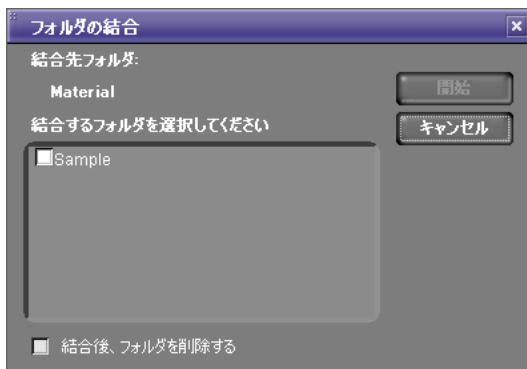 フォルダの結合
結合先フォルダ:
Material
開始
結合するフォルダを選択してください
キャンセル
Sample
結合後、フォルダを削除する